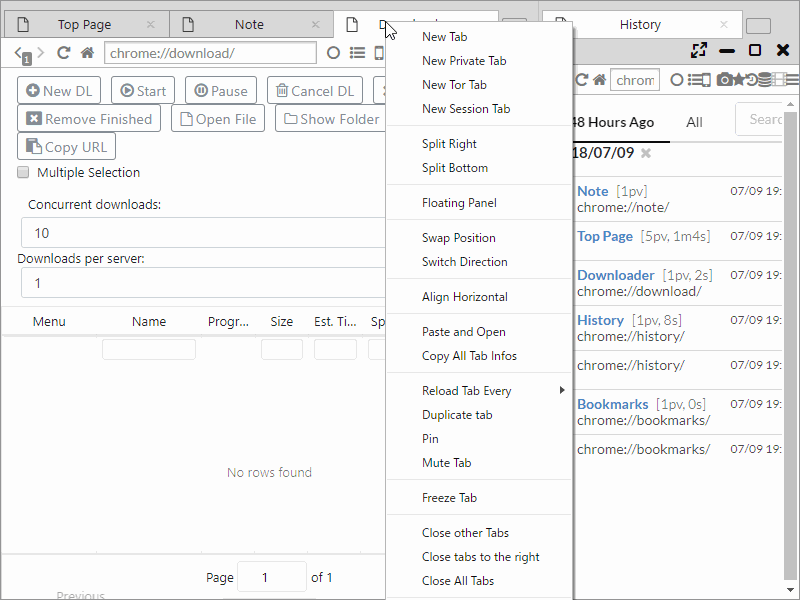 Top Page
Note
History
1
chrome://download/
chrom
New DL
Start
Pause
Cancel DL
Remove Finished
Open File
Show Folder
Copy URL
Multiple Selection
Concurrent downloads:
10
Downloads per server:
1
Menu
Name
Progr...
Size
Est. Ti...
Sp
No rows found
Page
1
of 1
Previous
New Tab
New Private Tab
New Tor Tab
New Session Tab
Split Right
Split Bottom
Floating Panel
Swap Position
Switch Direction
Align Horizontal
Paste and Open
Copy All Tab Infos
Reload Tab Every
Duplicate tab
Pin
Mute Tab
Freeze Tab
Close other Tabs
Close tabs to the right
Close All Tabs
48 Hours Ago
All
Searc
18/07/09
Note [1pv]
07/09 19:
chrome://note/
Top Page [5pv, 1m4s]
07/09 19:
Downloader [1pv, 2s]
07/09 19:
chrome://download/
History [1pv, 8s]
07/09 19:
chrome://history/
chrome://history/
07/09 19:
Bookmarks [1pv, 0s]
07/09 19:
chrome://bookmarks/
chrome://bookmarks/
07/09 19: